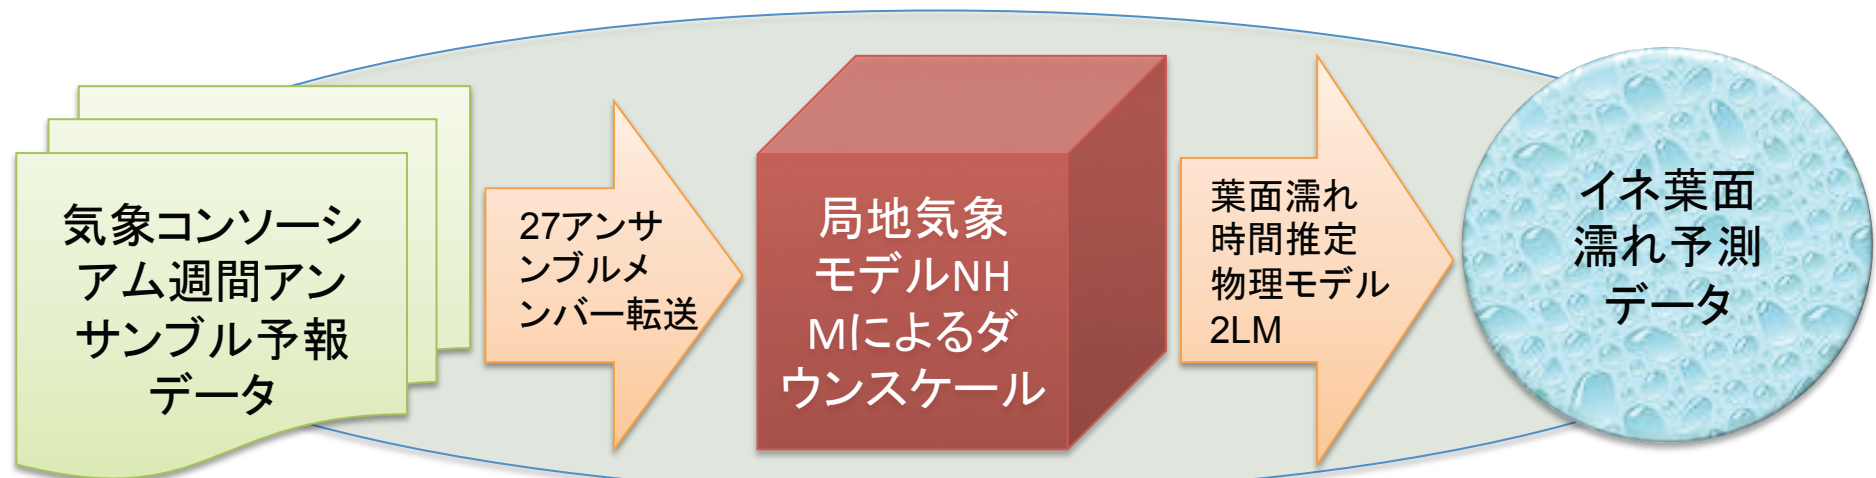 気象コンソーシ
アム週間アン
サンブル予報
データ
27アンサ
ンブルメ
ンバー転送
局地気象
モデルNH
Mによるダ
ウンスケール
葉面濡れ
時間推定
物理モデル
2LM
イネ葉面
濡れ予測
データ